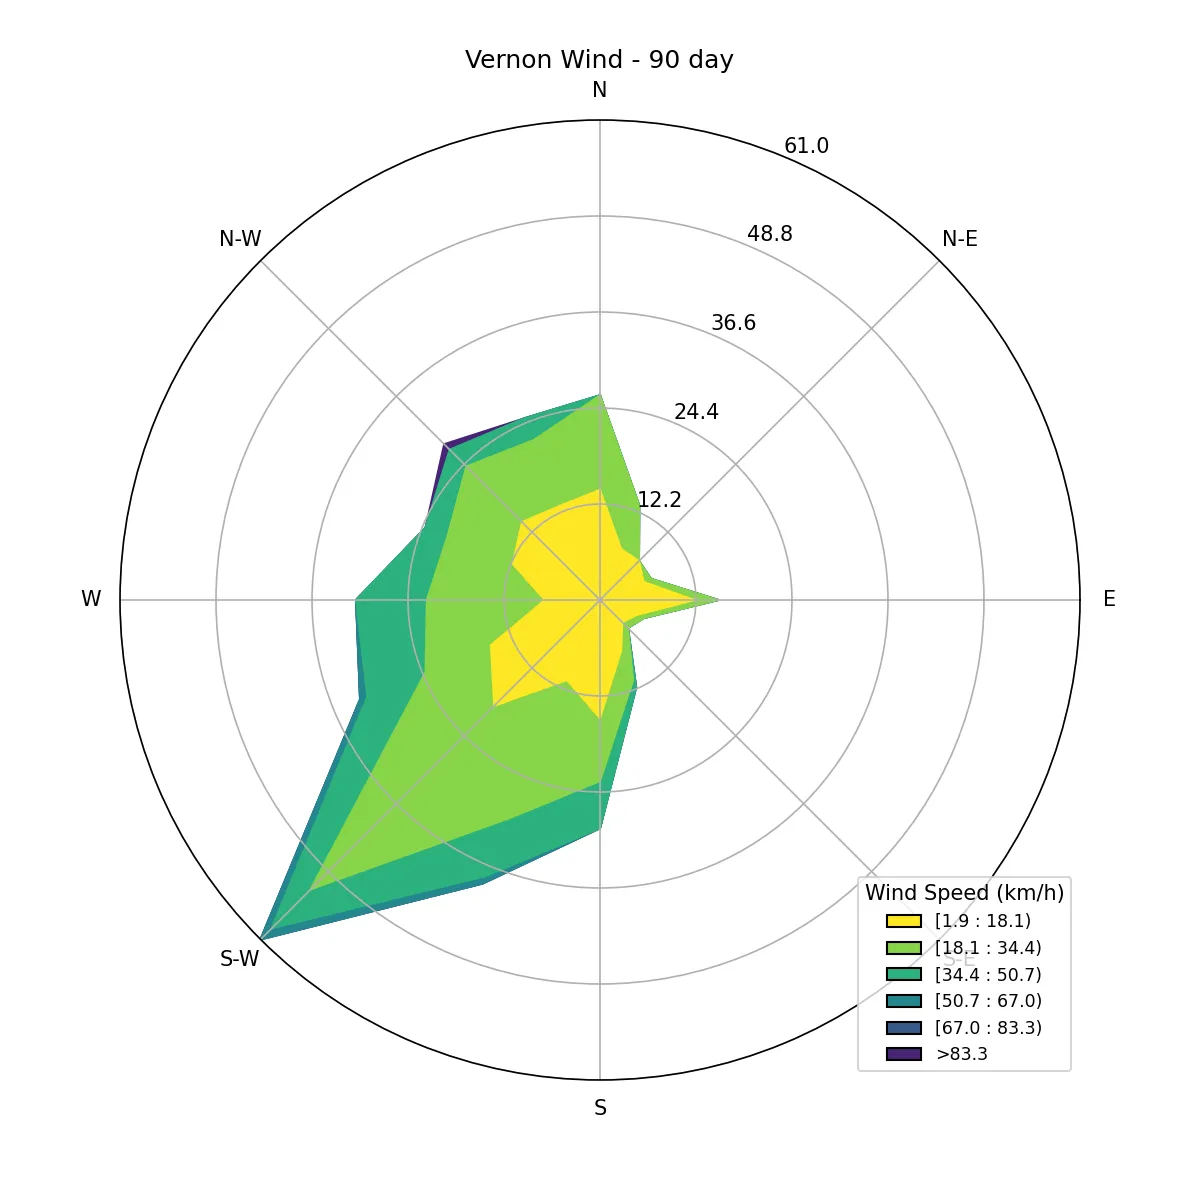 Vernon Wind - 90 day
N
61.0
N-W
48.8
N-E
36.6
24.4
12.2
W
E
S-W
S-E
S
Wind Speed (km/h)
[1.9 : 18.1)
[18.1 : 34.4)
[34.4 : 50.7)
[50.7 : 67.0)
[67.0 : 83.3)
>83.3